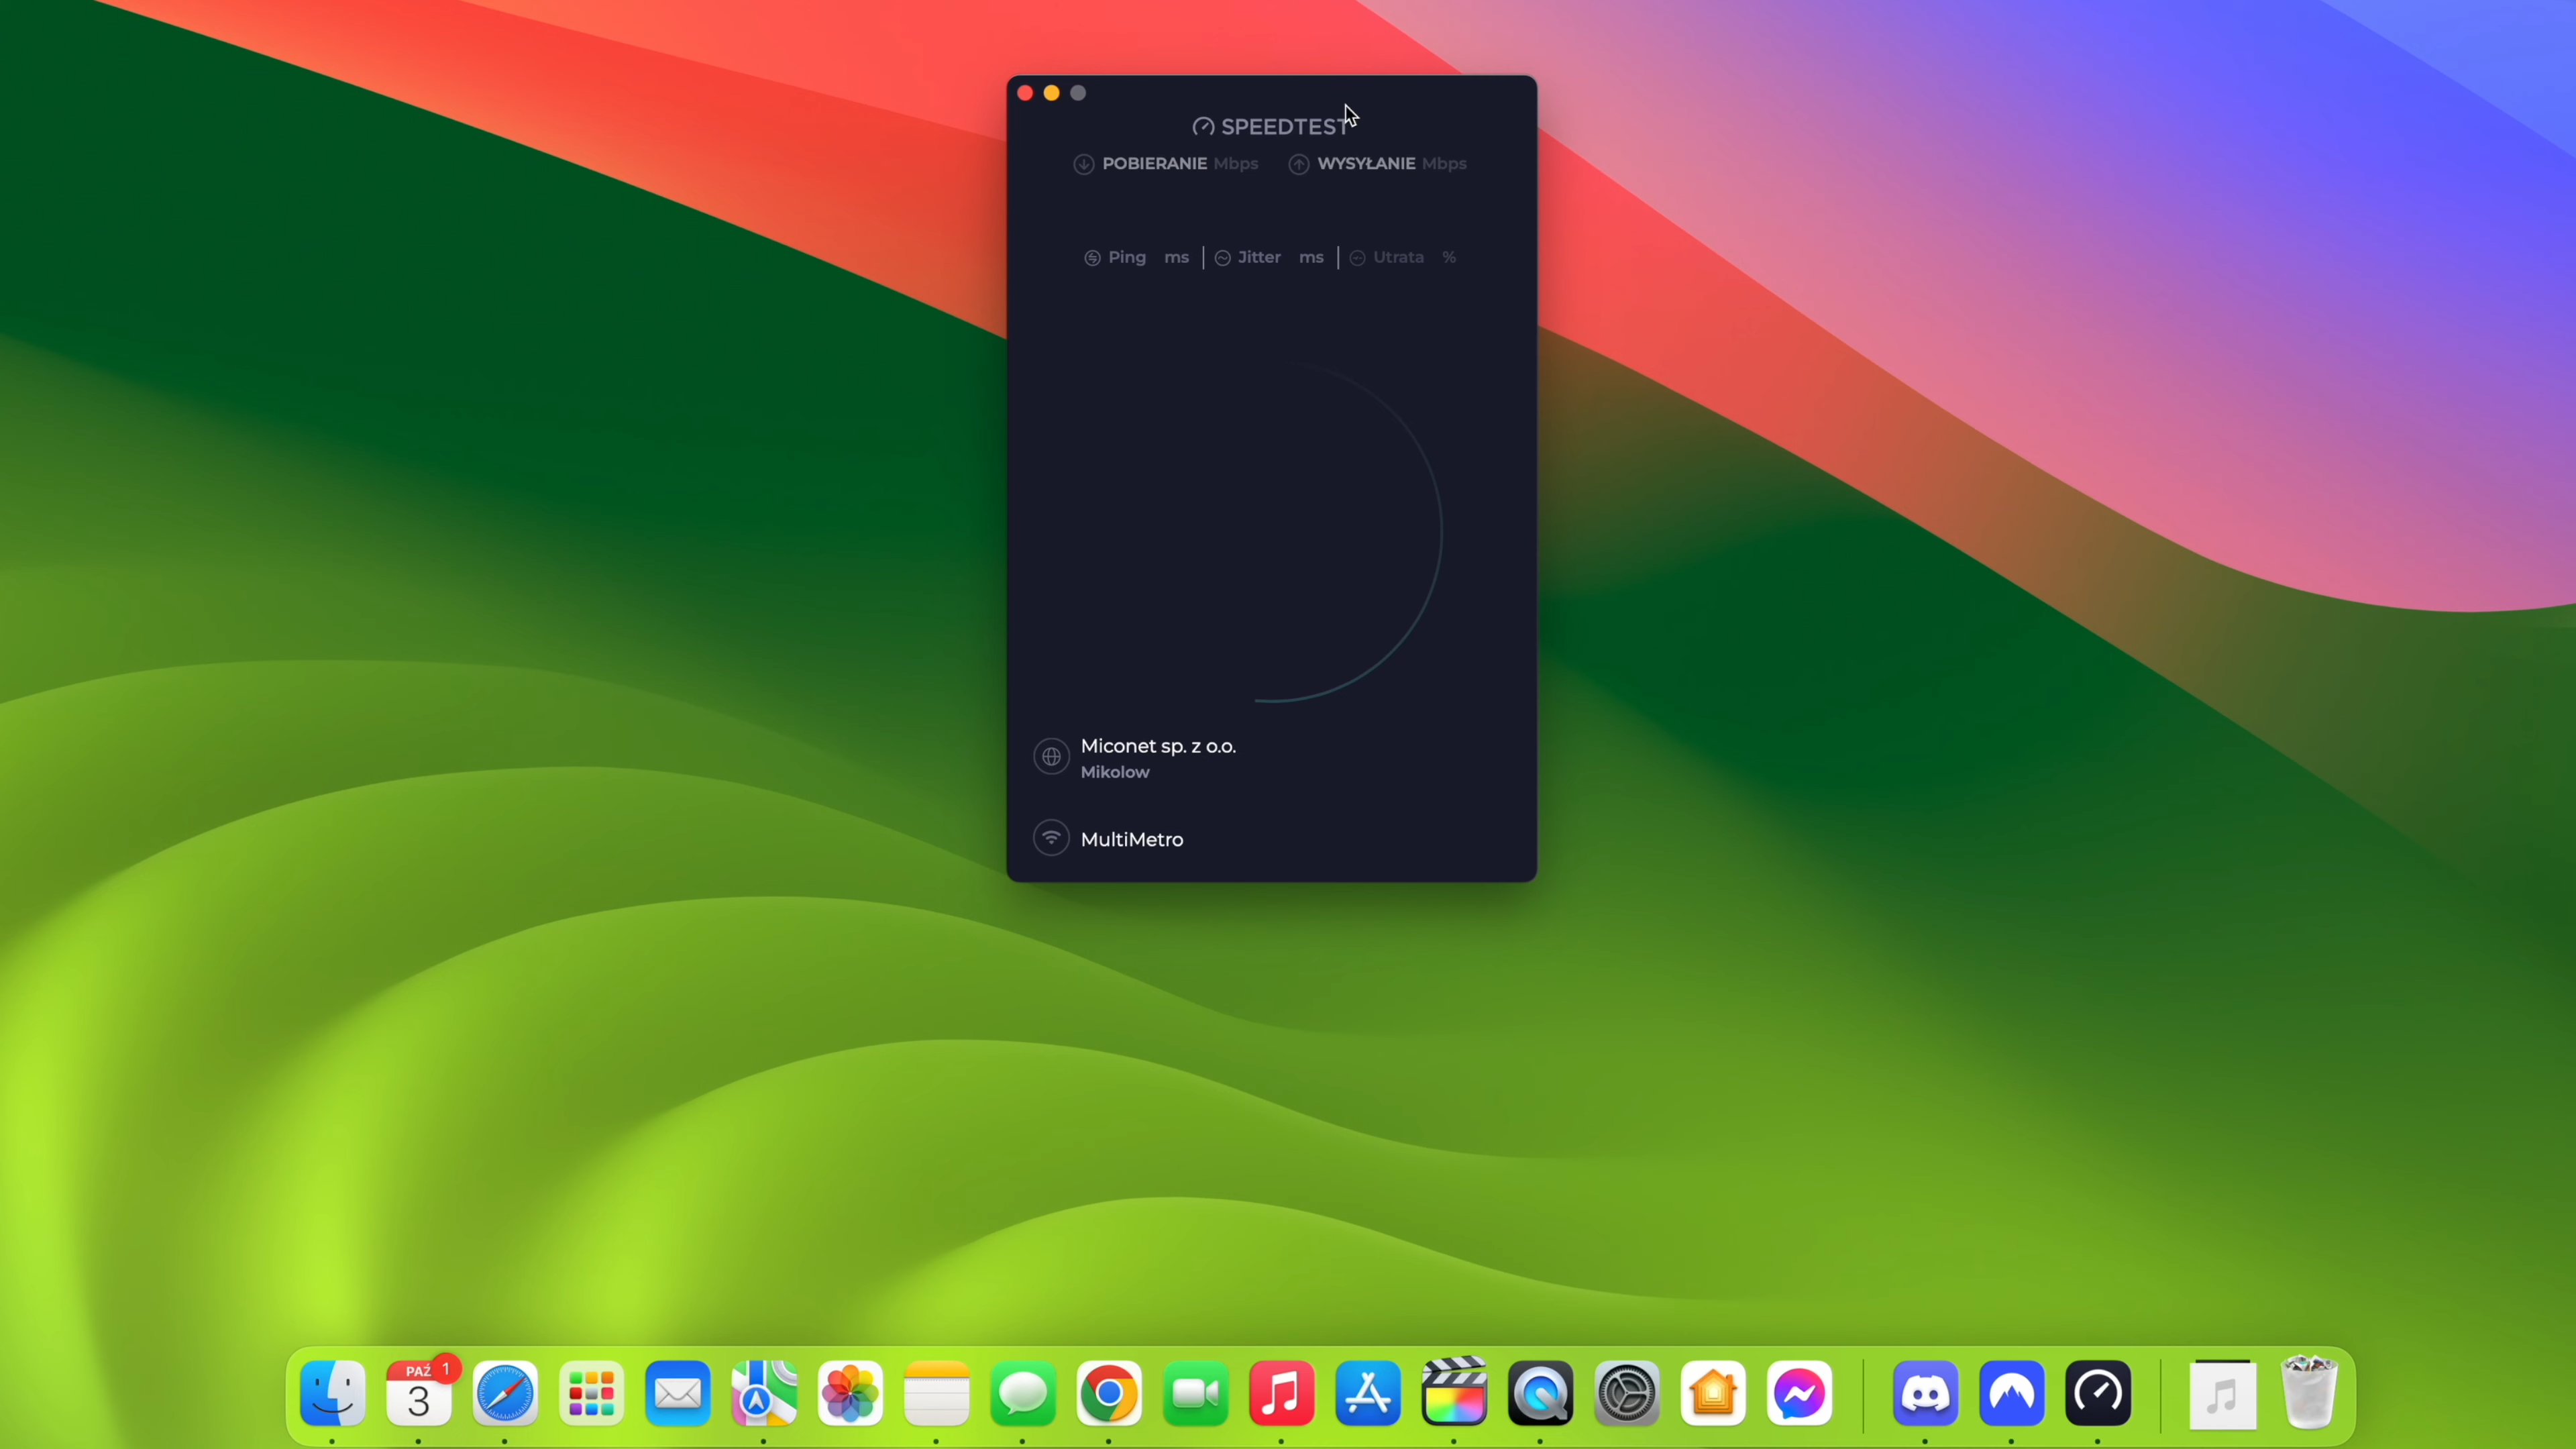 SPEEDTEST
POBIERANIE Mbps WYSYŁANIE Mbps
Ping ms Jitter ms Utrata %
Miconet sp. z o.o.
Mikolow
MultiMetro
PAŹ 1
3